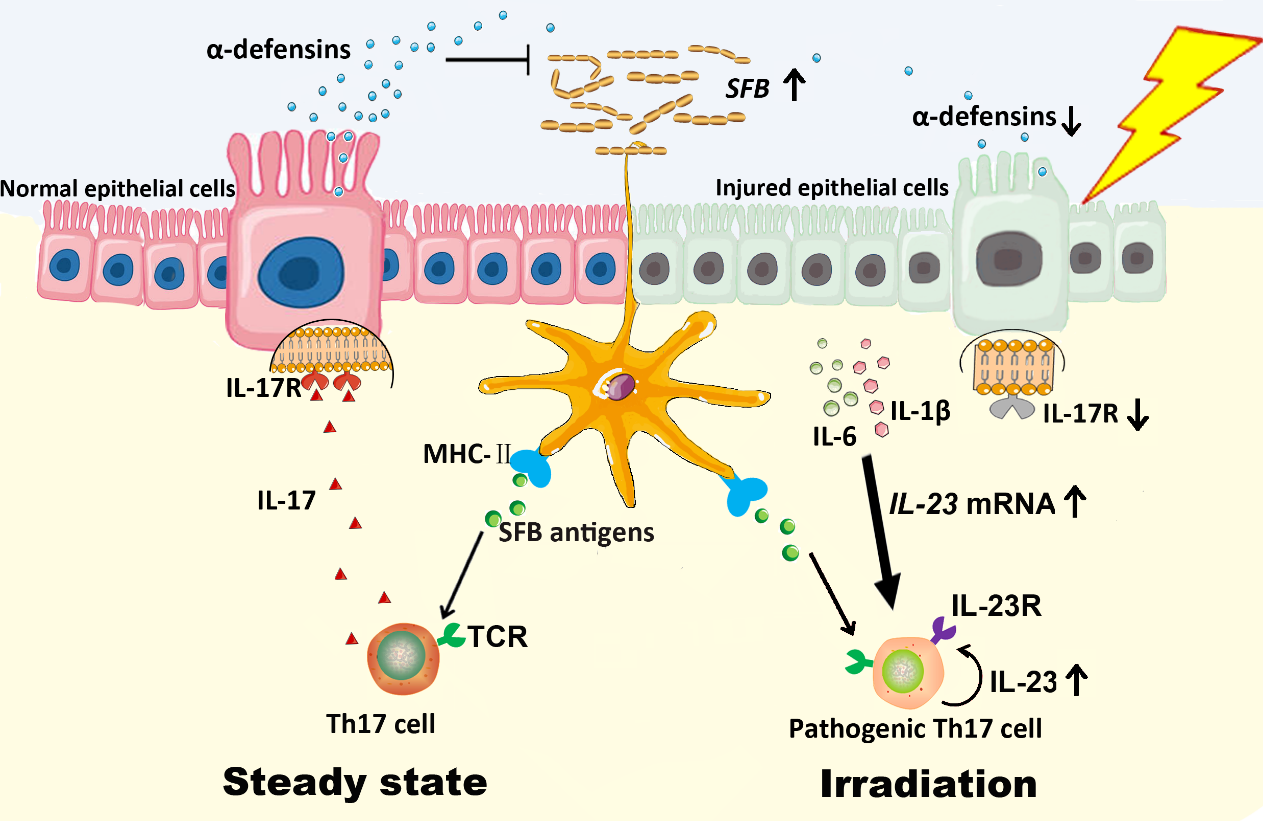 α-defensins
SFB ↑
α-defensins ↓
Normal epithelial cells
Injured epithelial cells
IL-17R
IL-1β
IL-17R ↓
IL-6
MHC-Ⅱ
IL-17
IL-23 mRNA ↑
SFB antigens
IL-23R
TCR
IL-23 ↑
Th17 cell
Pathogenic Th17 cell
Steady state
Irradiation